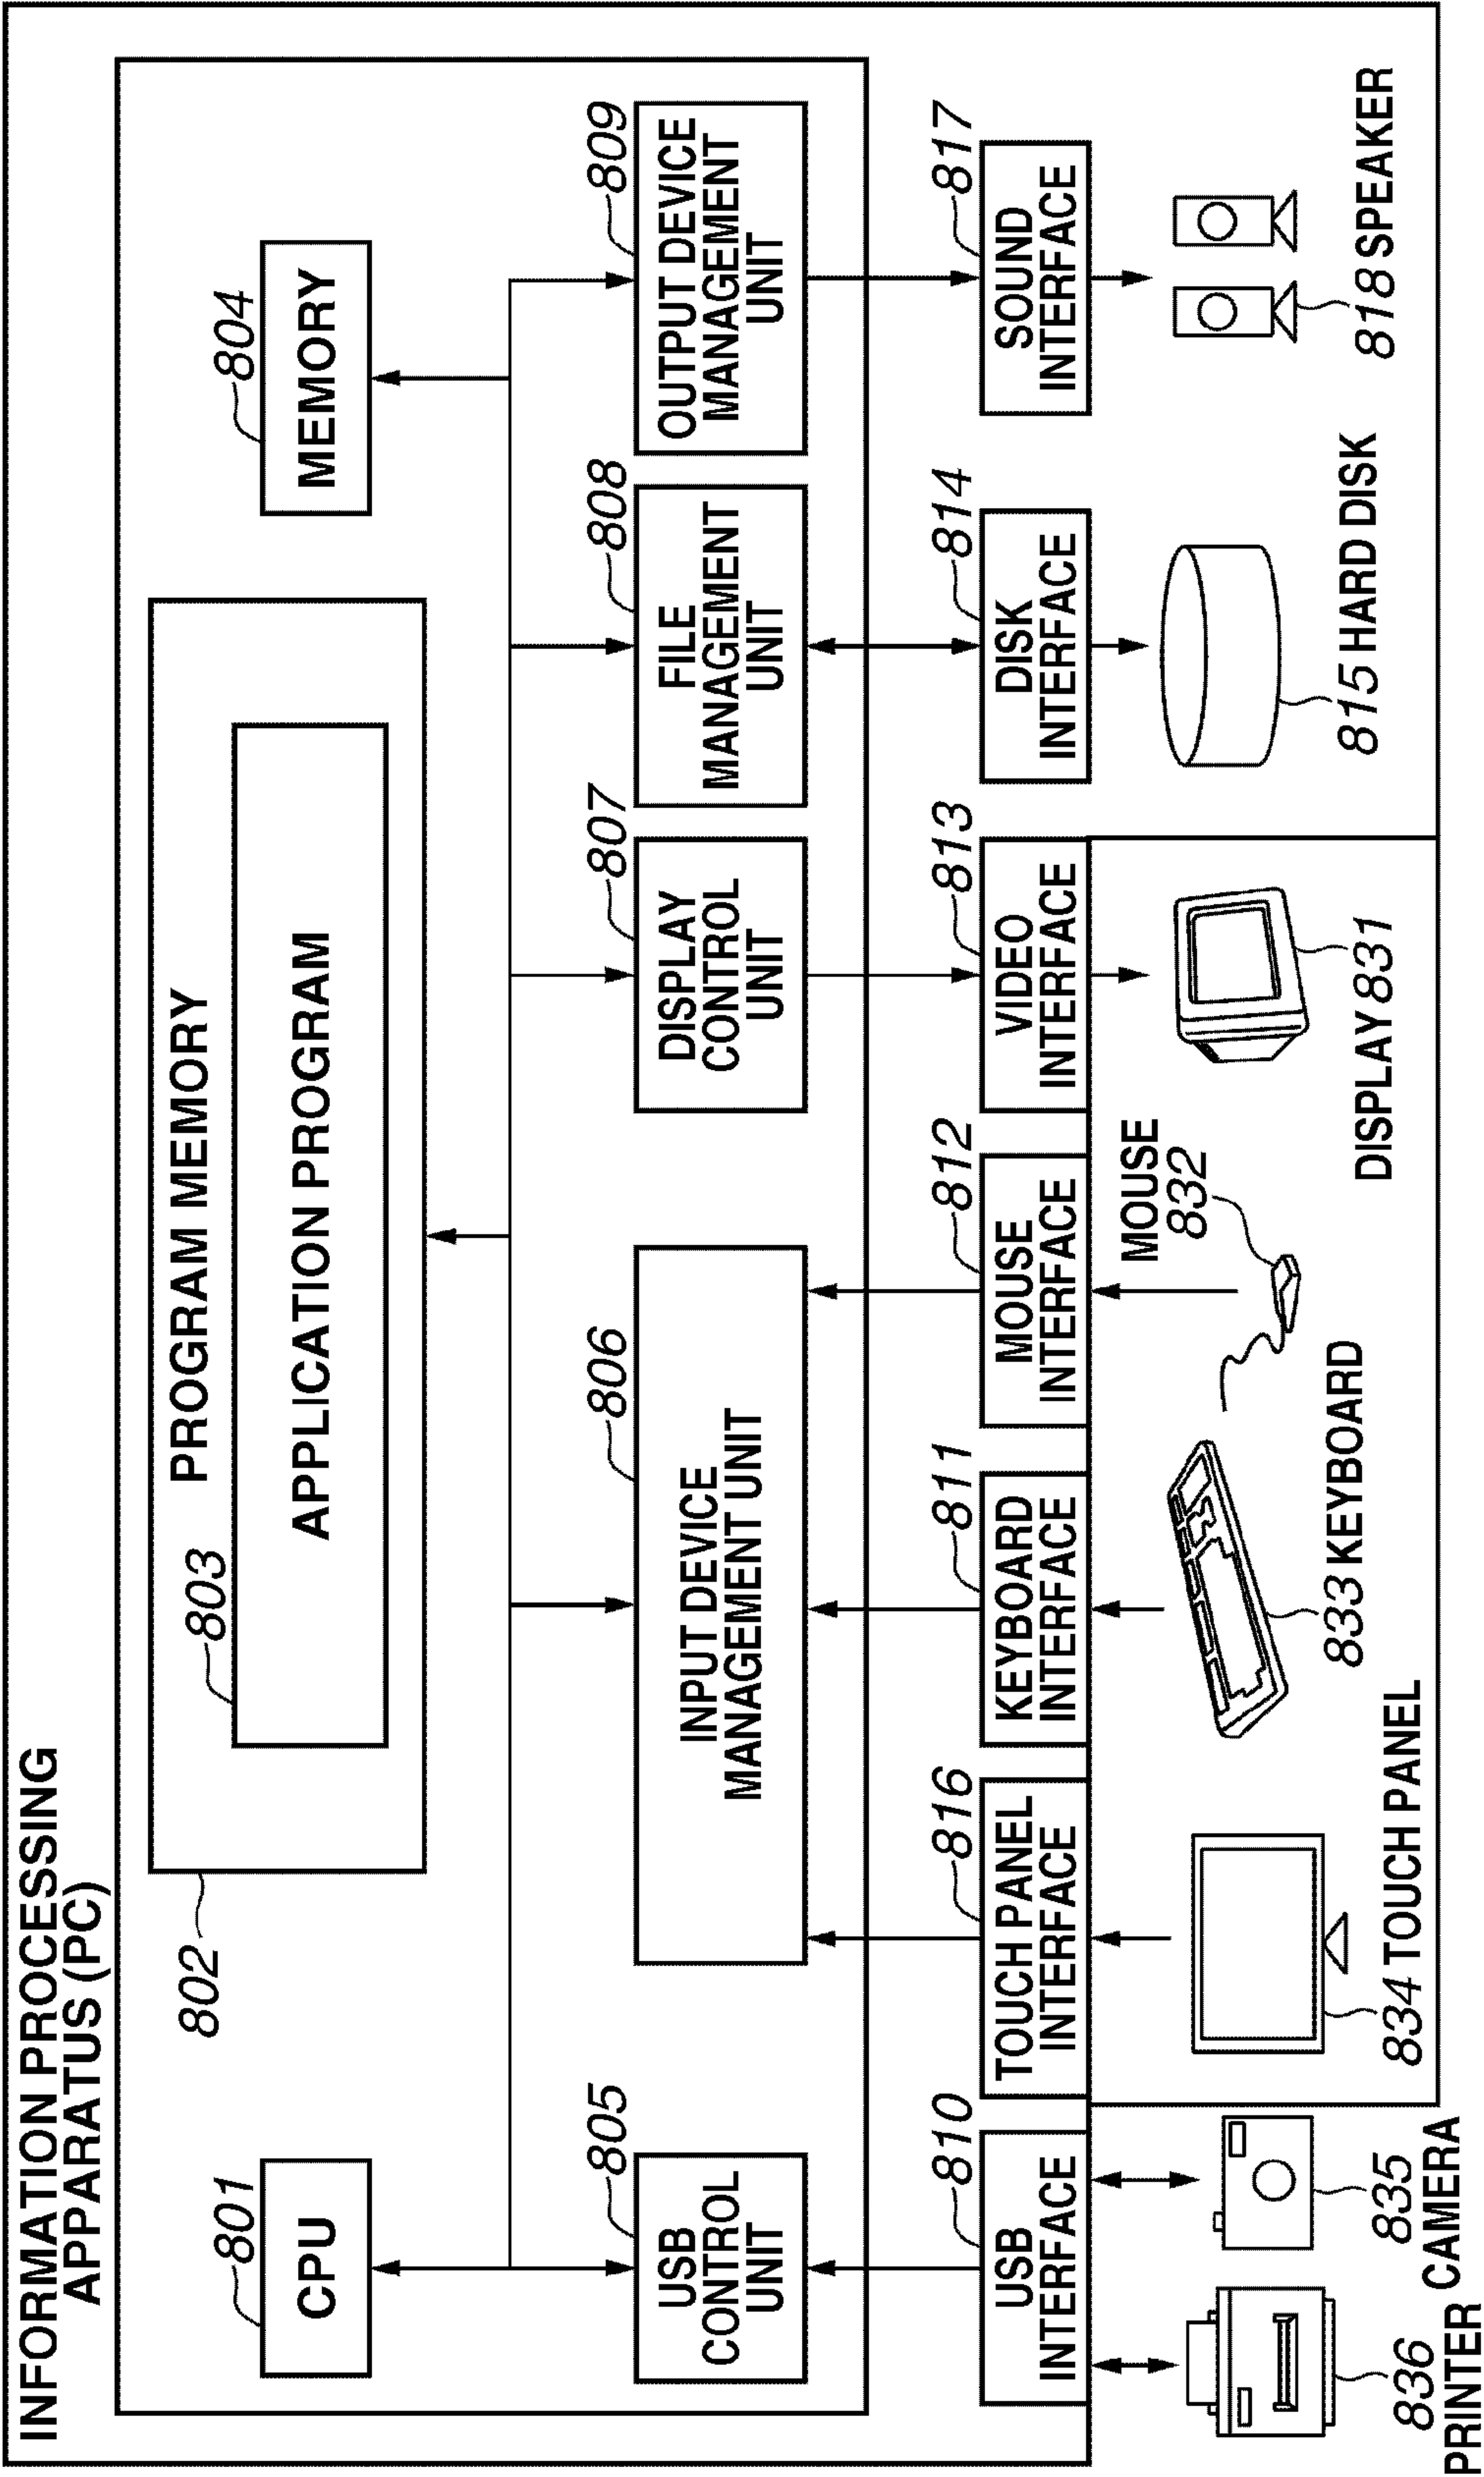 INFORMATION PROCESSING
APPARATUS (PC)
801
CPU
802
PROGRAM MEMORY
803
APPLICATION PROGRAM
804
MEMORY
805
USB
CONTROL
UNIT
806
INPUT DEVICE
MANAGEMENT UNIT
807
DISPLAY
CONTROL
UNIT
808
FILE
MANAGEMENT
UNIT
809
OUTPUT DEVICE
MANAGEMENT
UNIT
810
USB
INTERFACE
816
TOUCH PANEL
INTERFACE
811
KEYBOARD
INTERFACE
812
MOUSE
INTERFACE
813
VIDEO
INTERFACE
814
DISK
INTERFACE
817
SOUND
INTERFACE
836
PRINTER
835
CAMERA
834 TOUCH PANEL
833 KEYBOARD
MOUSE
832
DISPLAY 831
815 HARD DISK
818 SPEAKER